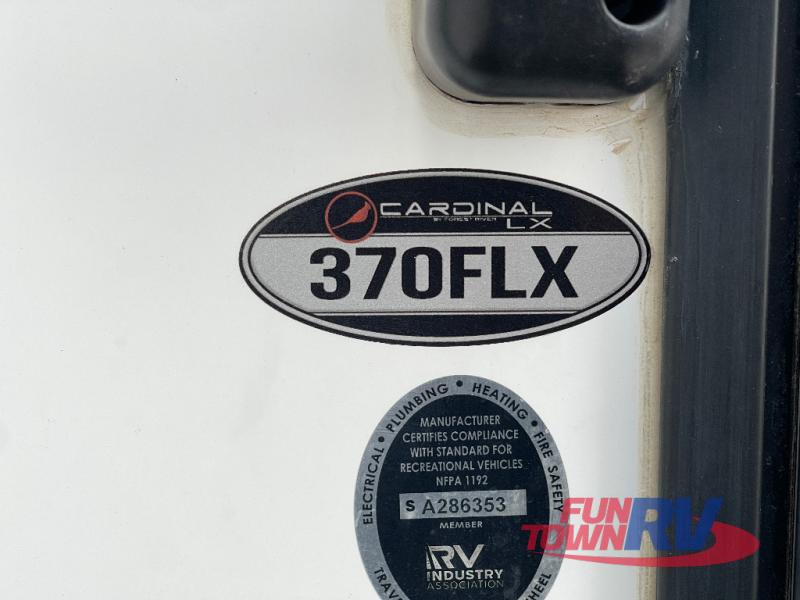 CARDINAL
BY FOREST RIVER
LX
370FLX
ELECTRICAL • PLUMBING • HEATING • FIRE SAFETY
MANUFACTURER
CERTIFIES COMPLIANCE
WITH STANDARD FOR
RECREATIONAL VEHICLES
NFPA 1192
S A286353
MEMBER
RV
INDUSTRY
ASSOCIATION
FUN
TOWN RV